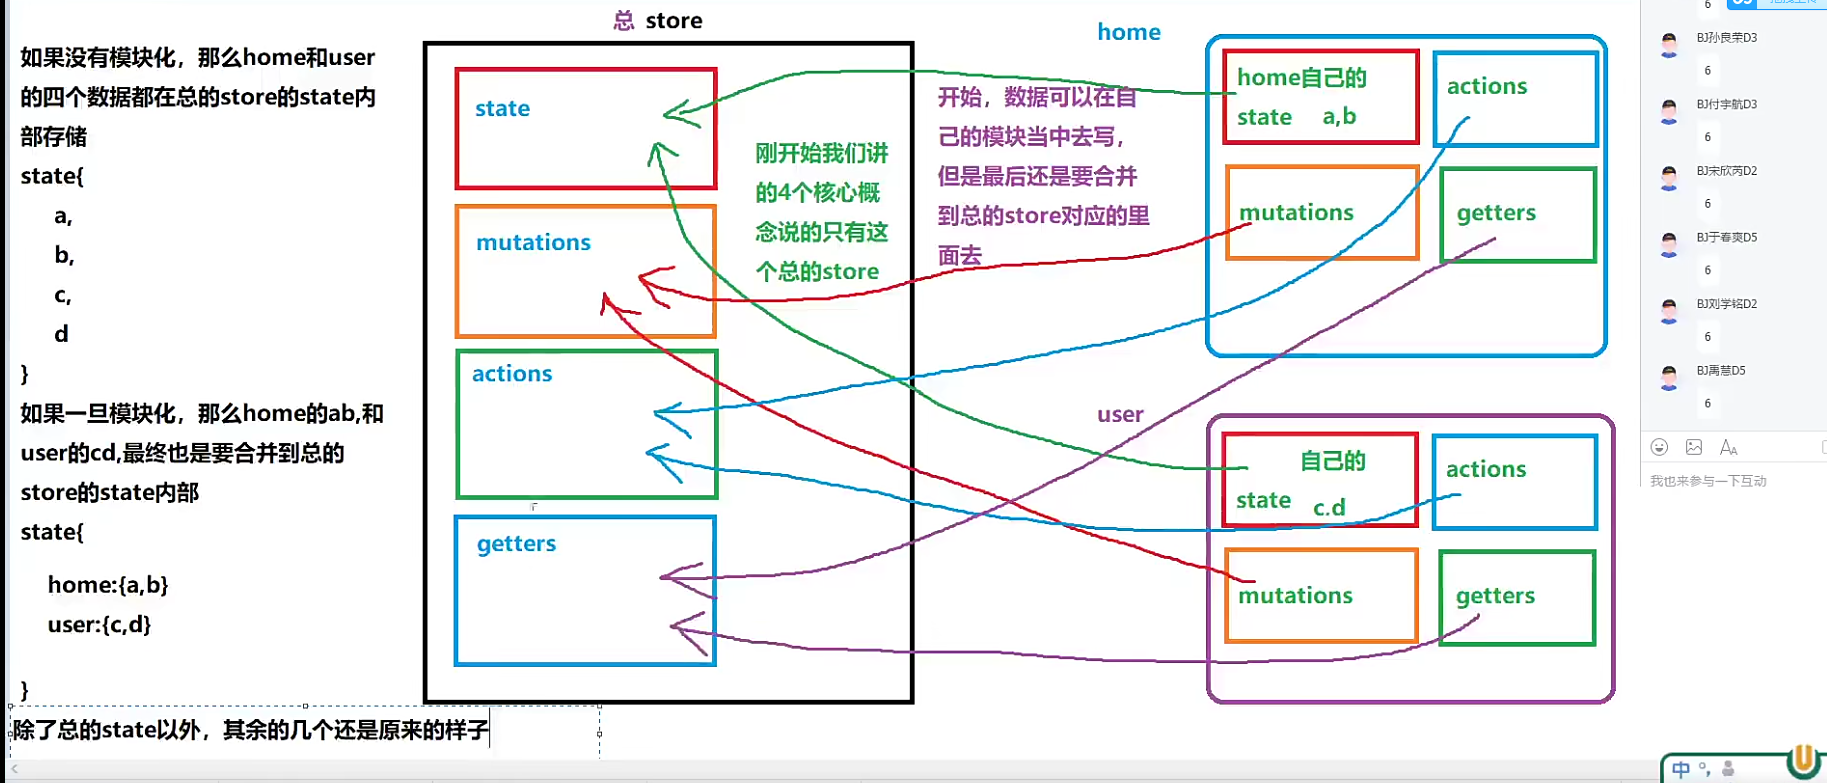 总 store
如果没有模块化，那么home和user
的四个数据都在总的store的state内
部存储
state{
a,
b,
c,
d
}
如果一旦模块化，那么home的ab,和
user的cd,最终也是要合并到总的
store的state内部
state{
home:{a,b}
user:{c,d}
}
除了总的state以外，其余的几个还是原来的样子
state
mutations
actions
getters
刚开始我们讲
的4个核心概
念说的只有这
个总的store
开始，数据可以在自
己的模块当中去写，
但是最后还是要合并
到总的store对应的里
面去
home
home自己的
state a,b
actions
mutations
getters
user
自己的
state c.d
actions
mutations
getters
6
BJ孙良荣D3
6
BJ付宇航D3
6
BJ宋欣芮D2
6
BJ于春爽D5
6
BJ刘学铭D2
6
BJ禹慧D5
6
我也来参与一下互动
中